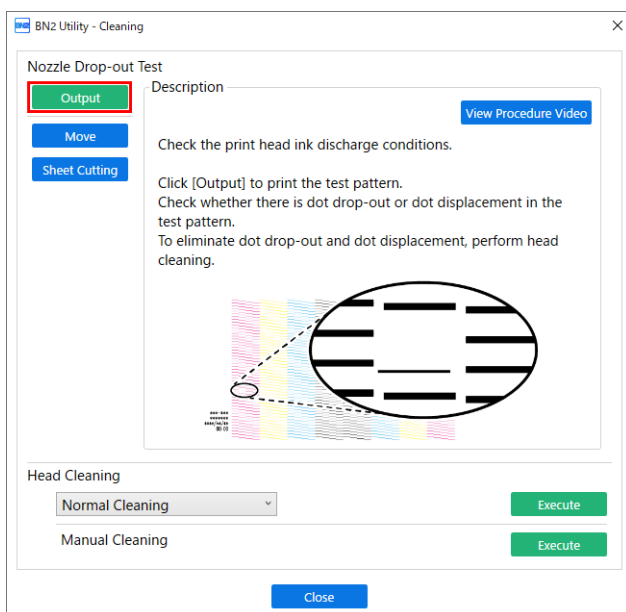 BN2 Utility - Cleaning
Nozzle Drop-out Test
Output
Move
Sheet Cutting
Description
View Procedure Video
Check the print head ink discharge conditions.
Click [Output] to print the test pattern.
Check whether there is dot drop-out or dot displacement in the
test pattern.
To eliminate dot drop-out and dot displacement, perform head
cleaning.
Head Cleaning
Normal Cleaning
Execute
Manual Cleaning
Execute
Close